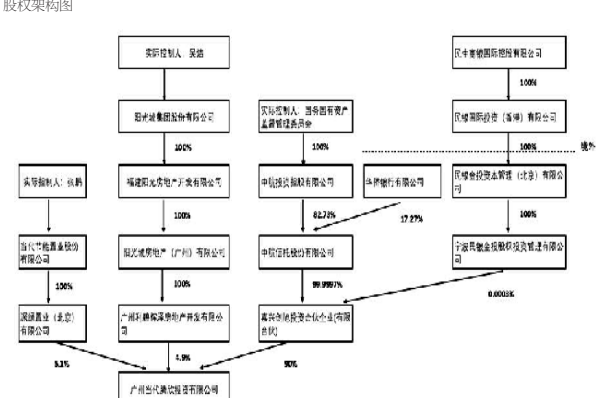 股权架构图
实际控制人：吴洁
民生商银国际控股有限公司
100%
阳光城集团股份有限公司
实际控制人：国务院国有资产
监督管理委员会
民银国际投资（香港）有限公司
100%
100%
100%
境外
实际控制人：张鹏
福建阳光房地产开发有限公司
中航投资控股有限公司
华侨银行有限公司
民银金投资本管理（北京）有限公
司
100%
82.73%
17.27%
100%
当代节能置业股份
有限公司
阳光城房地产（广州）有限公司
中航信托股份有限公司
宁波民银金投股权投资管理有限公
司
100%
100%
99.9997%
0.0003%
置业（北京）
有限公司
广州利鹏辉泽房地产开发有限公
司
嘉兴创旭投资合伙企业(有限
合伙)
5.1%
4.9%
90%
广州当代腾欣投资有限公司